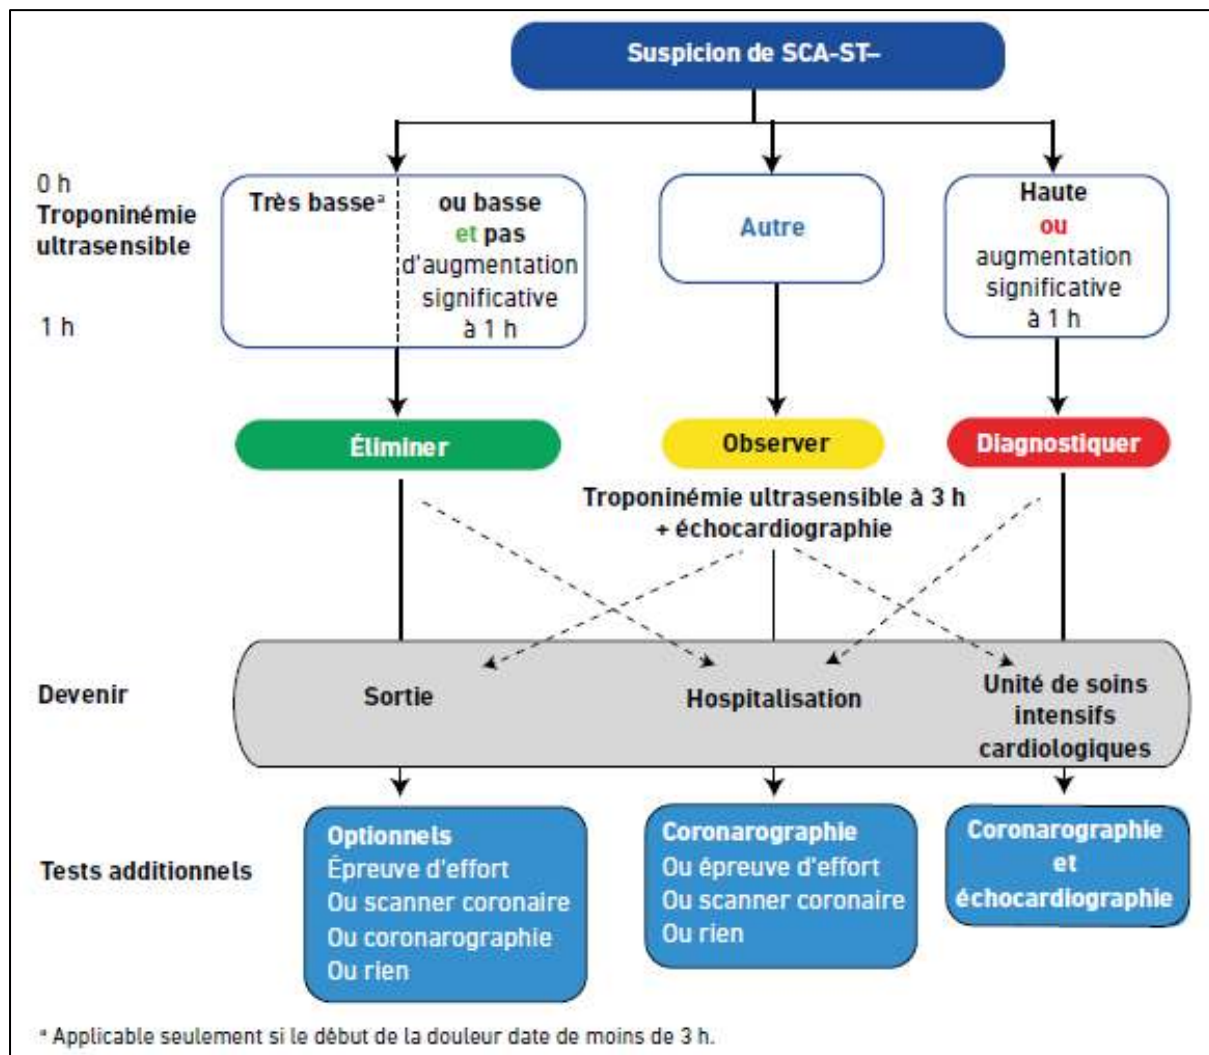 Suspicion de SCA-ST–
0 h
Troponinémie
ultrasensible
1 h
Très basseᵃ
ou basse
et pas
d'augmentation
significative
à 1 h
Autre
Haute
ou
augmentation
significative
à 1 h
Éliminer
Observer
Diagnostiquer
Troponinémie ultrasensible à 3 h
+ échocardiographie
Devenir
Sortie
Hospitalisation
Unité de soins
intensifs
cardiologiques
Tests additionnels
Optionnels
Épreuve d'effort
Ou scanner coronaire
Ou coronarographie
Ou rien
Coronarographie
Ou épreuve d'effort
Ou scanner coronaire
Ou rien
Coronarographie
et
échocardiographie
ᵃ Applicable seulement si le début de la douleur date de moins de 3 h.